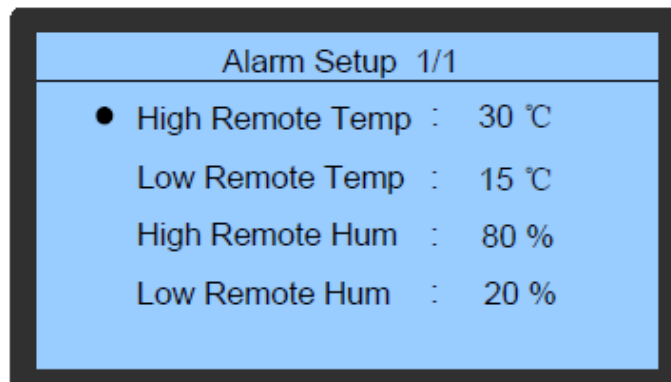 Alarm Setup 1/1
● High Remote Temp : 30 ℃
Low Remote Temp : 15 ℃
High Remote Hum : 80 %
Low Remote Hum : 20 %